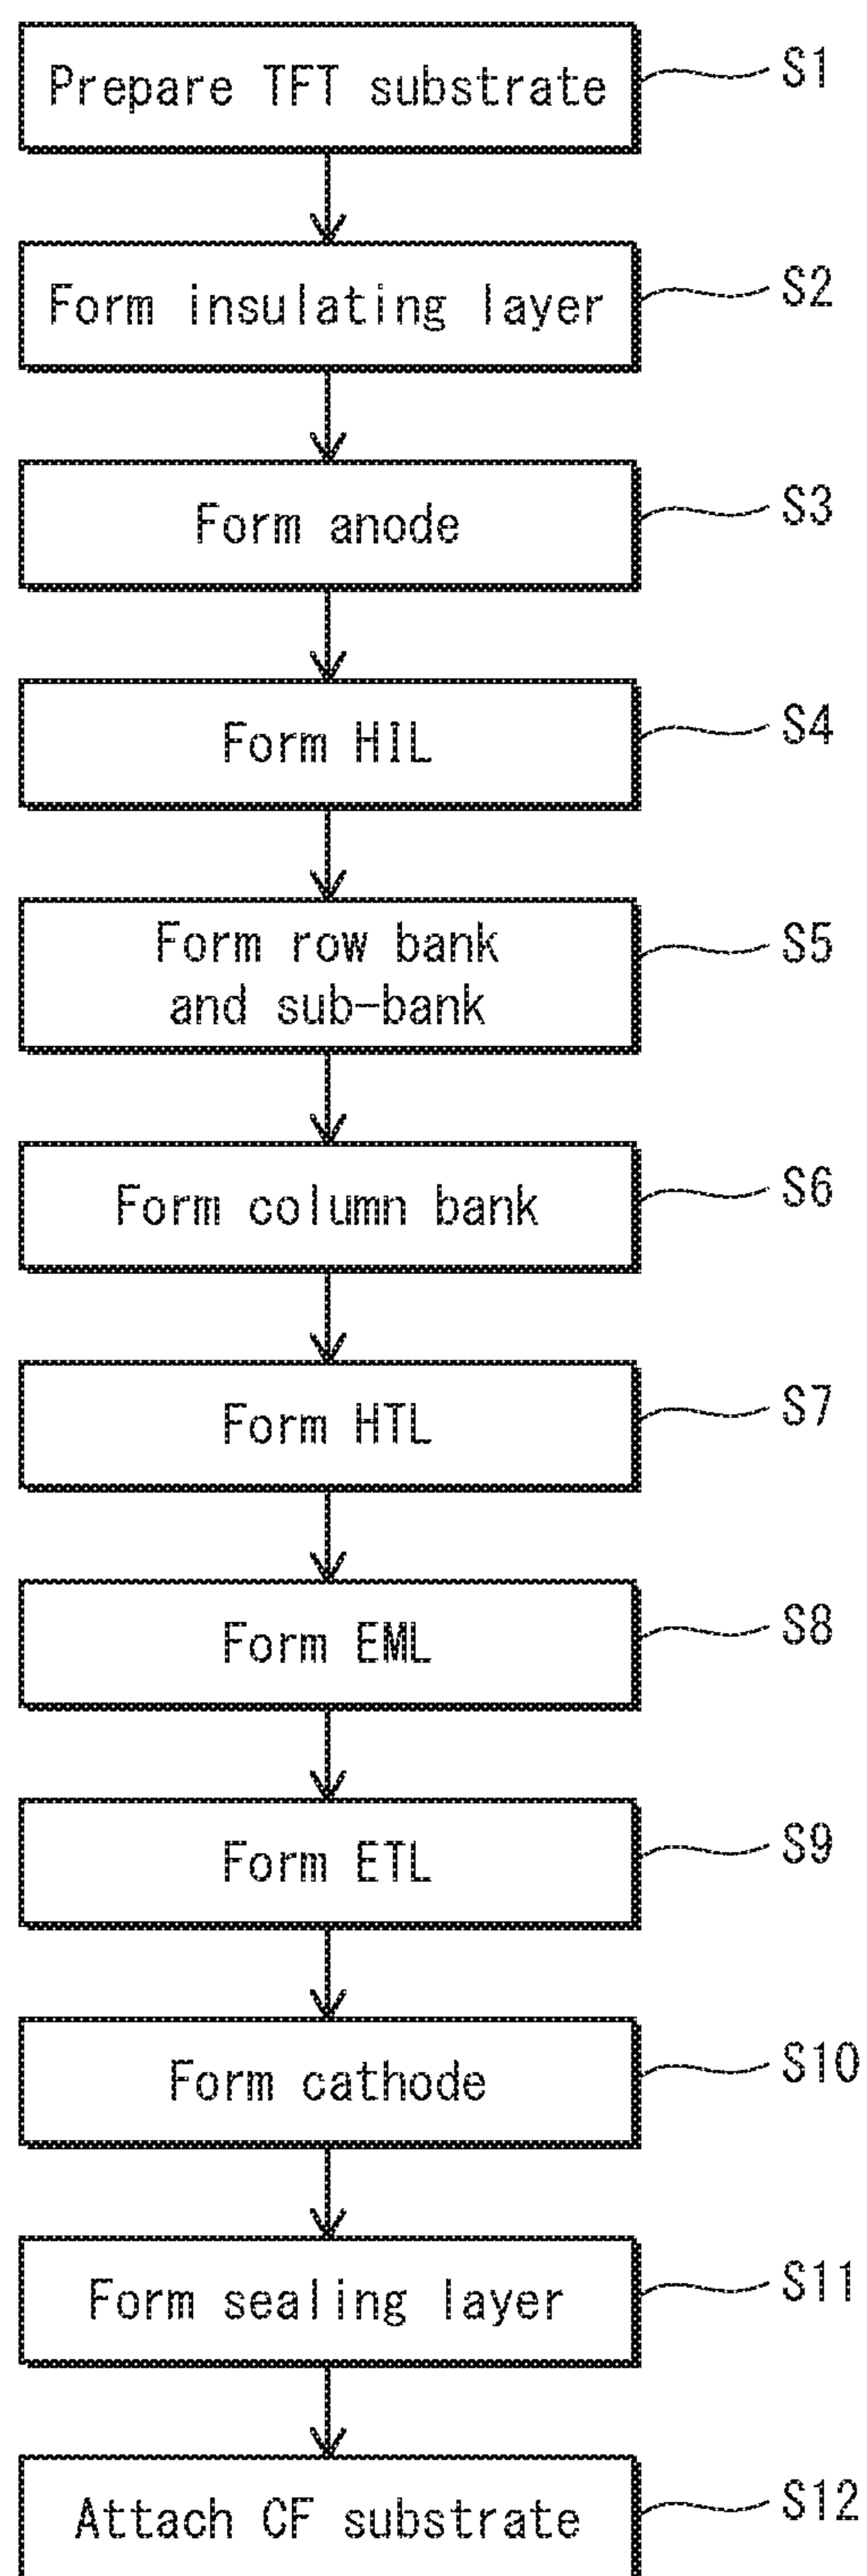 Prepare TFT substrate
S1
Form insulating layer
S2
Form anode
S3
Form HIL
S4
Form row bank
and sub-bank
S5
Form column bank
S6
Form HTL
S7
Form EML
S8
Form ETL
S9
Form cathode
S10
Form sealing layer
S11
Attach CF substrate
S12